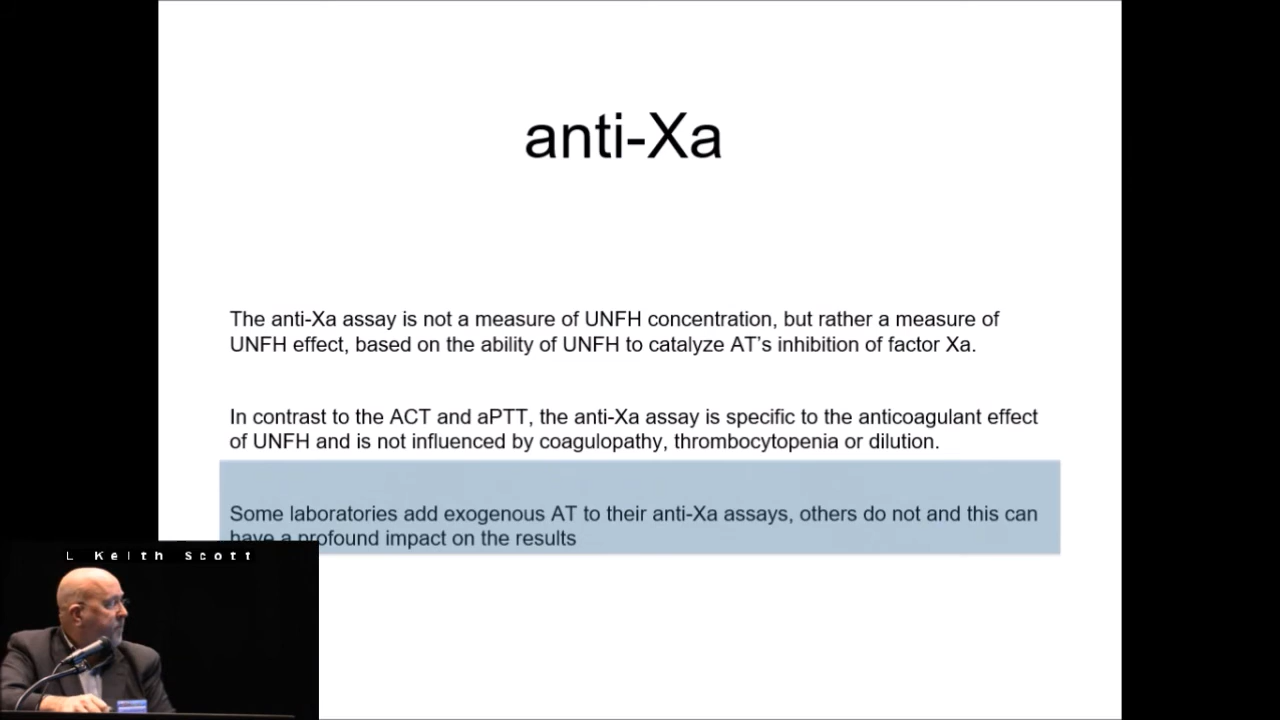 anti-Xa
The anti-Xa assay is not a measure of UNFH concentration, but rather a measure of
UNFH effect, based on the ability of UNFH to catalyze AT’s inhibition of factor Xa.
In contrast to the ACT and aPTT, the anti-Xa assay is specific to the anticoagulant effect
of UNFH and is not influenced by coagulopathy, thrombocytopenia or dilution.
Some laboratories add exogenous AT to their anti-Xa assays, others do not and this can
have a profound impact on the results
L Keith Scott